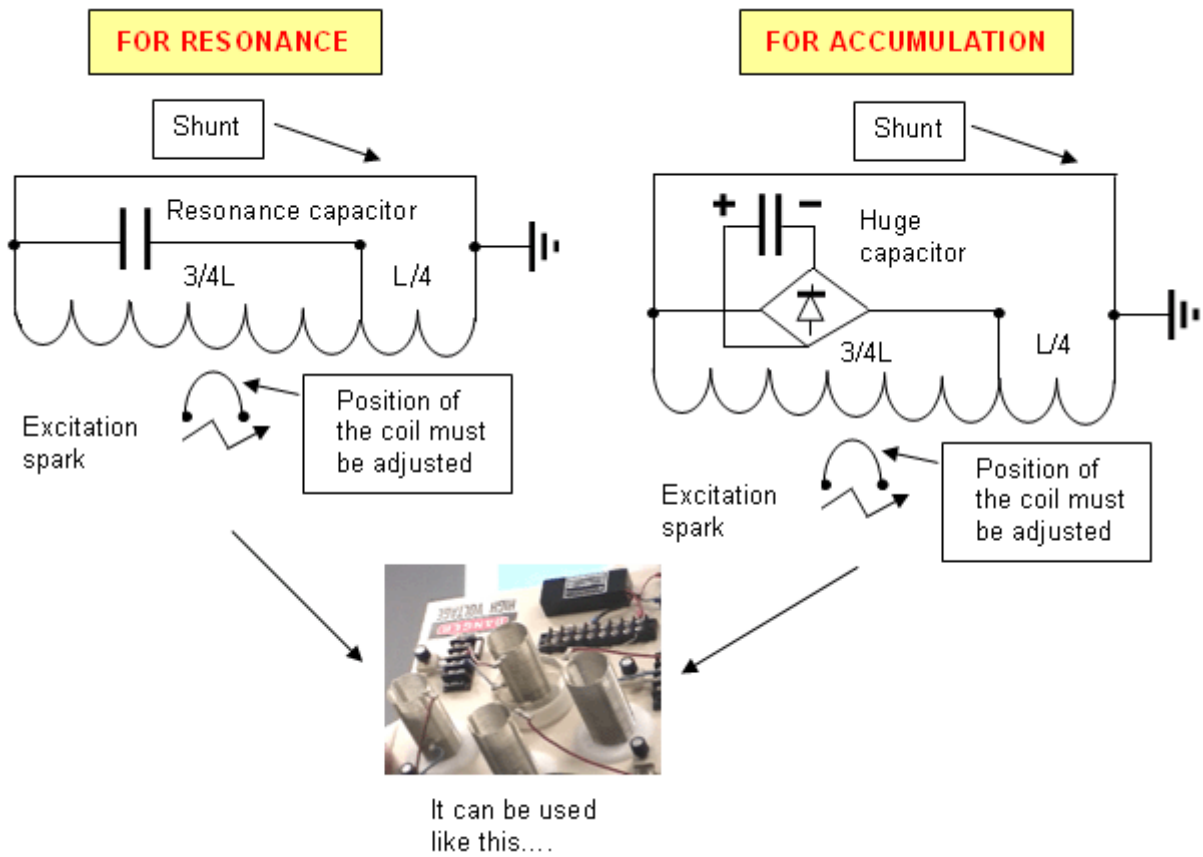 FOR RESONANCE
Shunt
Resonance capacitor
3/4L
L/4
Excitation
spark
Position of
the coil must
be adjusted
FOR ACCUMULATION
Shunt
+
-
Huge
capacitor
3/4L
L/4
Excitation
spark
Position of
the coil must
be adjusted
HIGH VOLTAGE
DANGER
It can be used
like this....